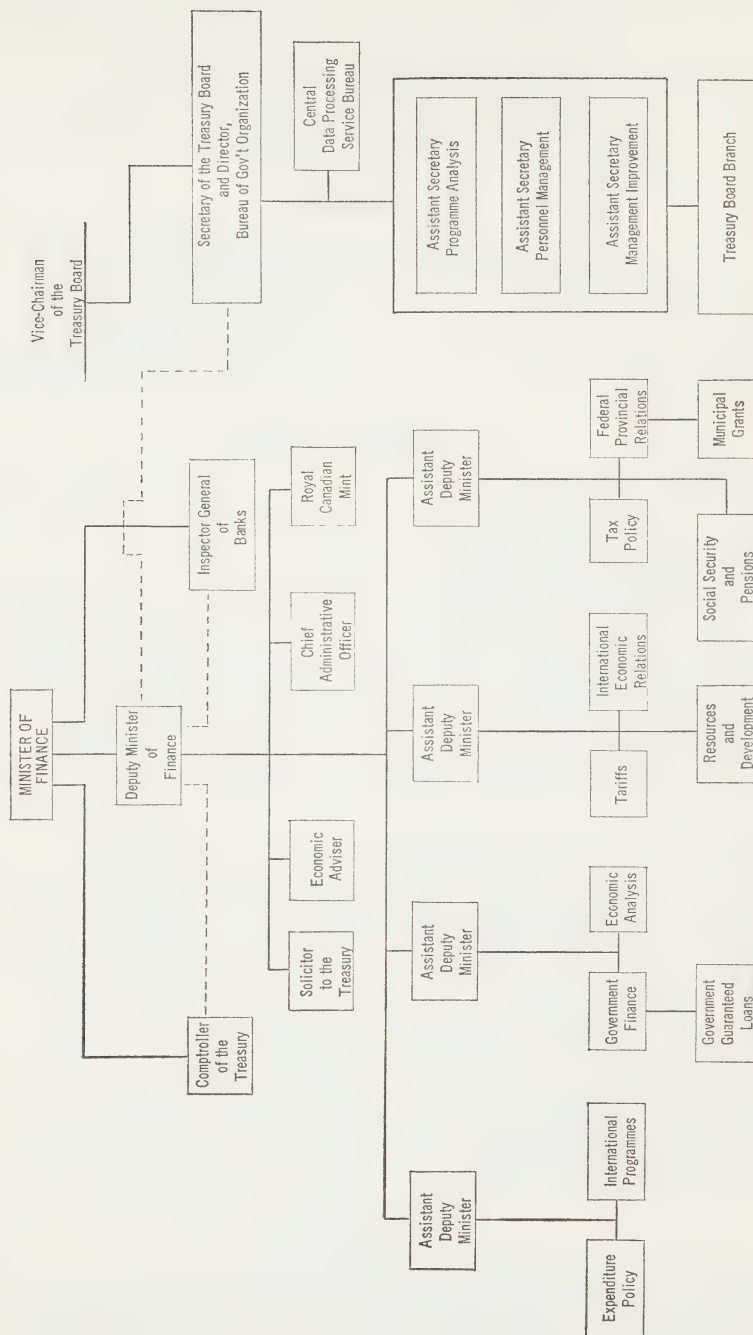 MINISTER OF
FINANCE
Vice-Chairman
of the
Treasury Board
Deputy Minister
of
Finance
Comptroller
of the
Treasury
Inspector General
of
Banks
Secretary of the Treasury Board
and Director,
Bureau of Gov't Organization
Solicitor
to the
Treasury
Economic
Adviser
Chief
Administrative
Officer
Royal
Canadian
Mint
Central
Data Processing
Service Bureau
Assistant
Deputy
Minister
Assistant
Deputy
Minister
Assistant
Deputy
Minister
Assistant
Deputy
Minister
Assistant Secretary
Programme Analysis
Assistant Secretary
Personnel Management
Assistant Secretary
Management Improvement
Expenditure
Policy
International
Programmes
Government
Finance
Economic
Analysis
Tariffs
International
Economic
Relations
Tax
Policy
Federal
Provincial
Relations
Government
Guaranteed
Loans
Resources
and
Development
Social Security
and
Pensions
Municipal
Grants
Treasury Board Branch